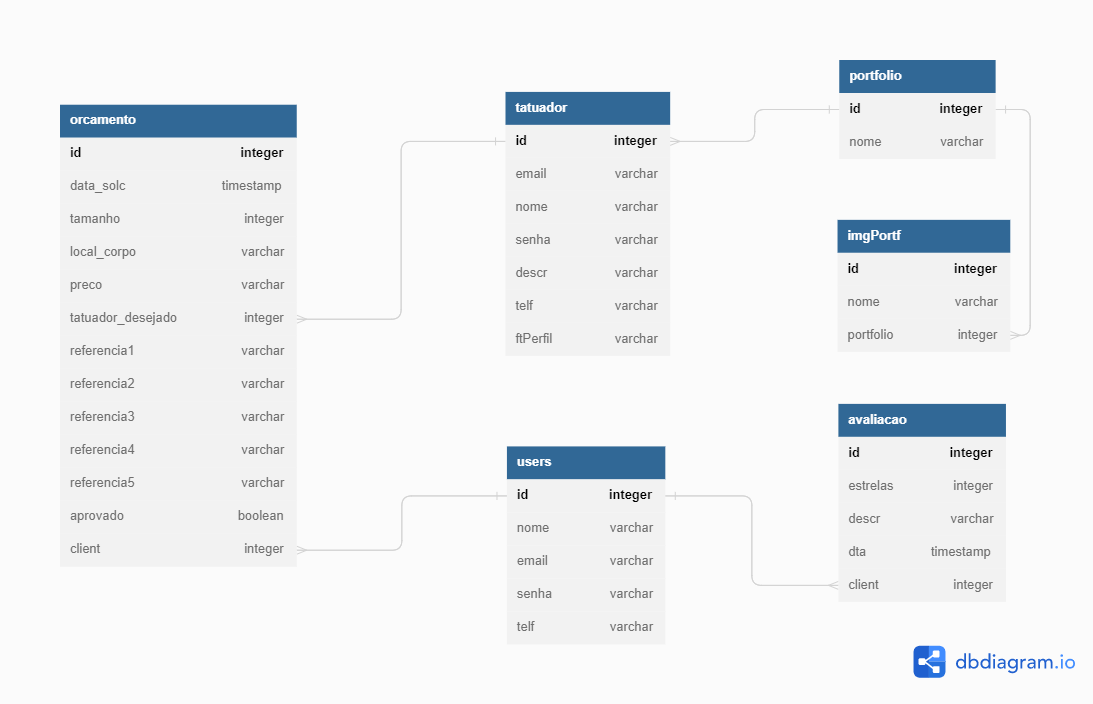 orcamento
id integer
data_solc timestamp
tamanho integer
local_corpo varchar
preco varchar
tatuador_desejado integer
referencia1 varchar
referencia2 varchar
referencia3 varchar
referencia4 varchar
referencia5 varchar
aprovado boolean
client integer
tatuador
id integer
email varchar
nome varchar
senha varchar
descr varchar
telf varchar
ftPerfil varchar
users
id integer
nome varchar
email varchar
senha varchar
telf varchar
portfolio
id integer
nome varchar
imgPortf
id integer
nome varchar
portfolio integer
avaliacao
id integer
estrelas integer
descr varchar
dta timestamp
client integer
dbdiagram.io